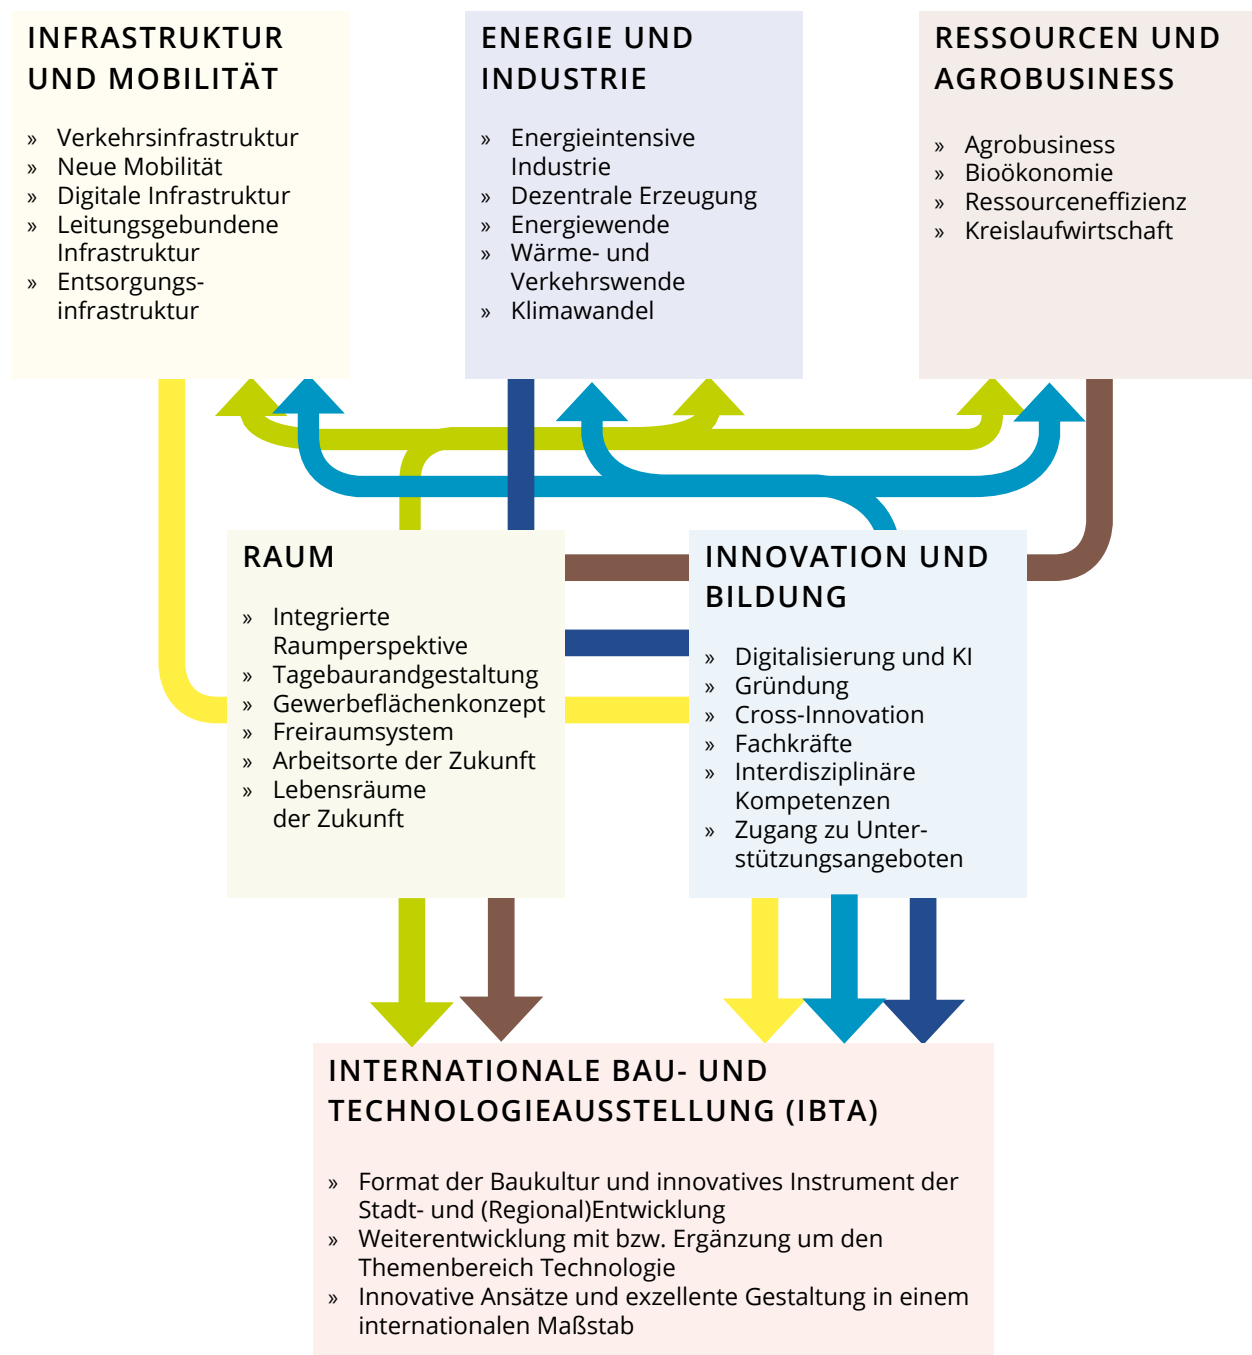 INFRASTRUKTUR
UND MOBILITÄT
» Verkehrsinfrastruktur
» Neue Mobilität
» Digitale Infrastruktur
» Leitungsgebundene
Infrastruktur
» Entsorgungs-
infrastruktur
ENERGIE UND
INDUSTRIE
» Energieintensive
Industrie
» Dezentrale Erzeugung
» Energiewende
» Wärme- und
Verkehrswende
» Klimawandel
RESSOURCEN UND
AGROBUSINESS
» Agrobusiness
» Bioökonomie
» Ressourceneffizienz
» Kreislaufwirtschaft
RAUM
» Integrierte
Raumperspektive
» Tagebaurandgestaltung
» Gewerbeflächenkonzept
» Freiraumsystem
» Arbeitsorte der Zukunft
» Lebensräume
der Zukunft
INNOVATION UND
BILDUNG
» Digitalisierung und KI
» Gründung
» Cross-Innovation
» Fachkräfte
» Interdisziplinäre
Kompetenzen
» Zugang zu Unter-
stützungsangeboten
INTERNATIONALE BAU- UND
TECHNOLOGIEAUSSTELLUNG (IBTA)
» Format der Baukultur und innovatives Instrument der
Stadt- und (Regional)Entwicklung
» Weiterentwicklung mit bzw. Ergänzung um den
Themenbereich Technologie
» Innovative Ansätze und exzellente Gestaltung in einem
internationalen Maßstab